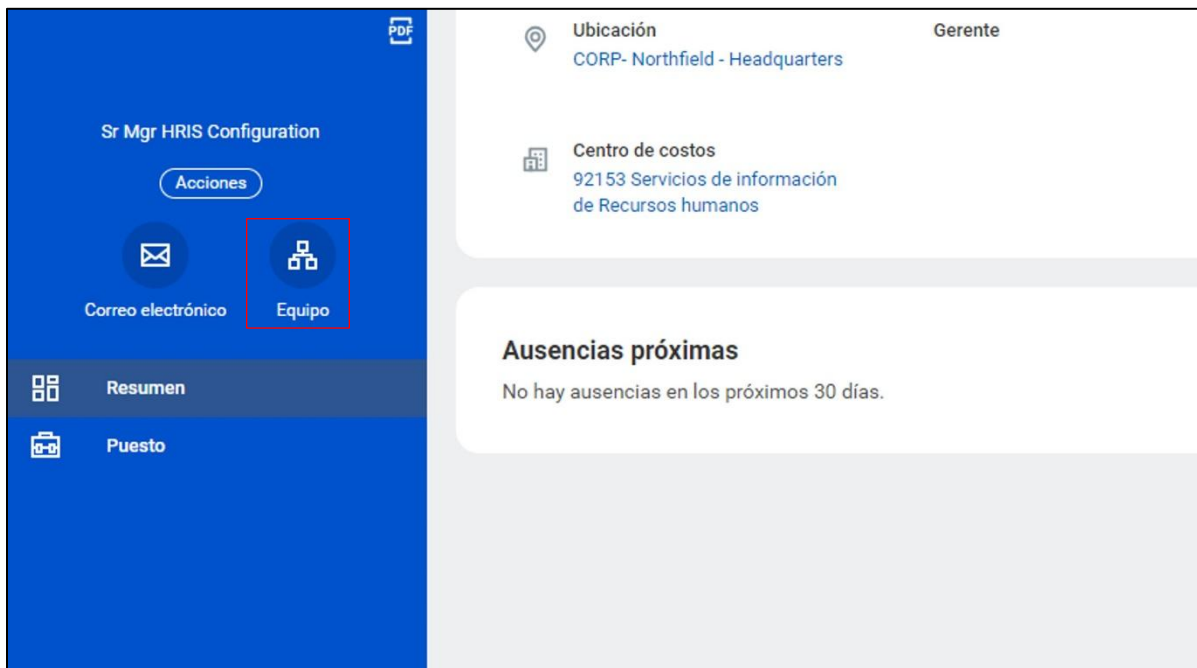 PDF
Sr Mgr HRIS Configuration
Acciones
Correo electrónico
Equipo
Resumen
Puesto
Ubicación
CORP- Northfield - Headquarters
Gerente
Centro de costos
92153 Servicios de información
de Recursos humanos
Ausencias próximas
No hay ausencias en los próximos 30 días.